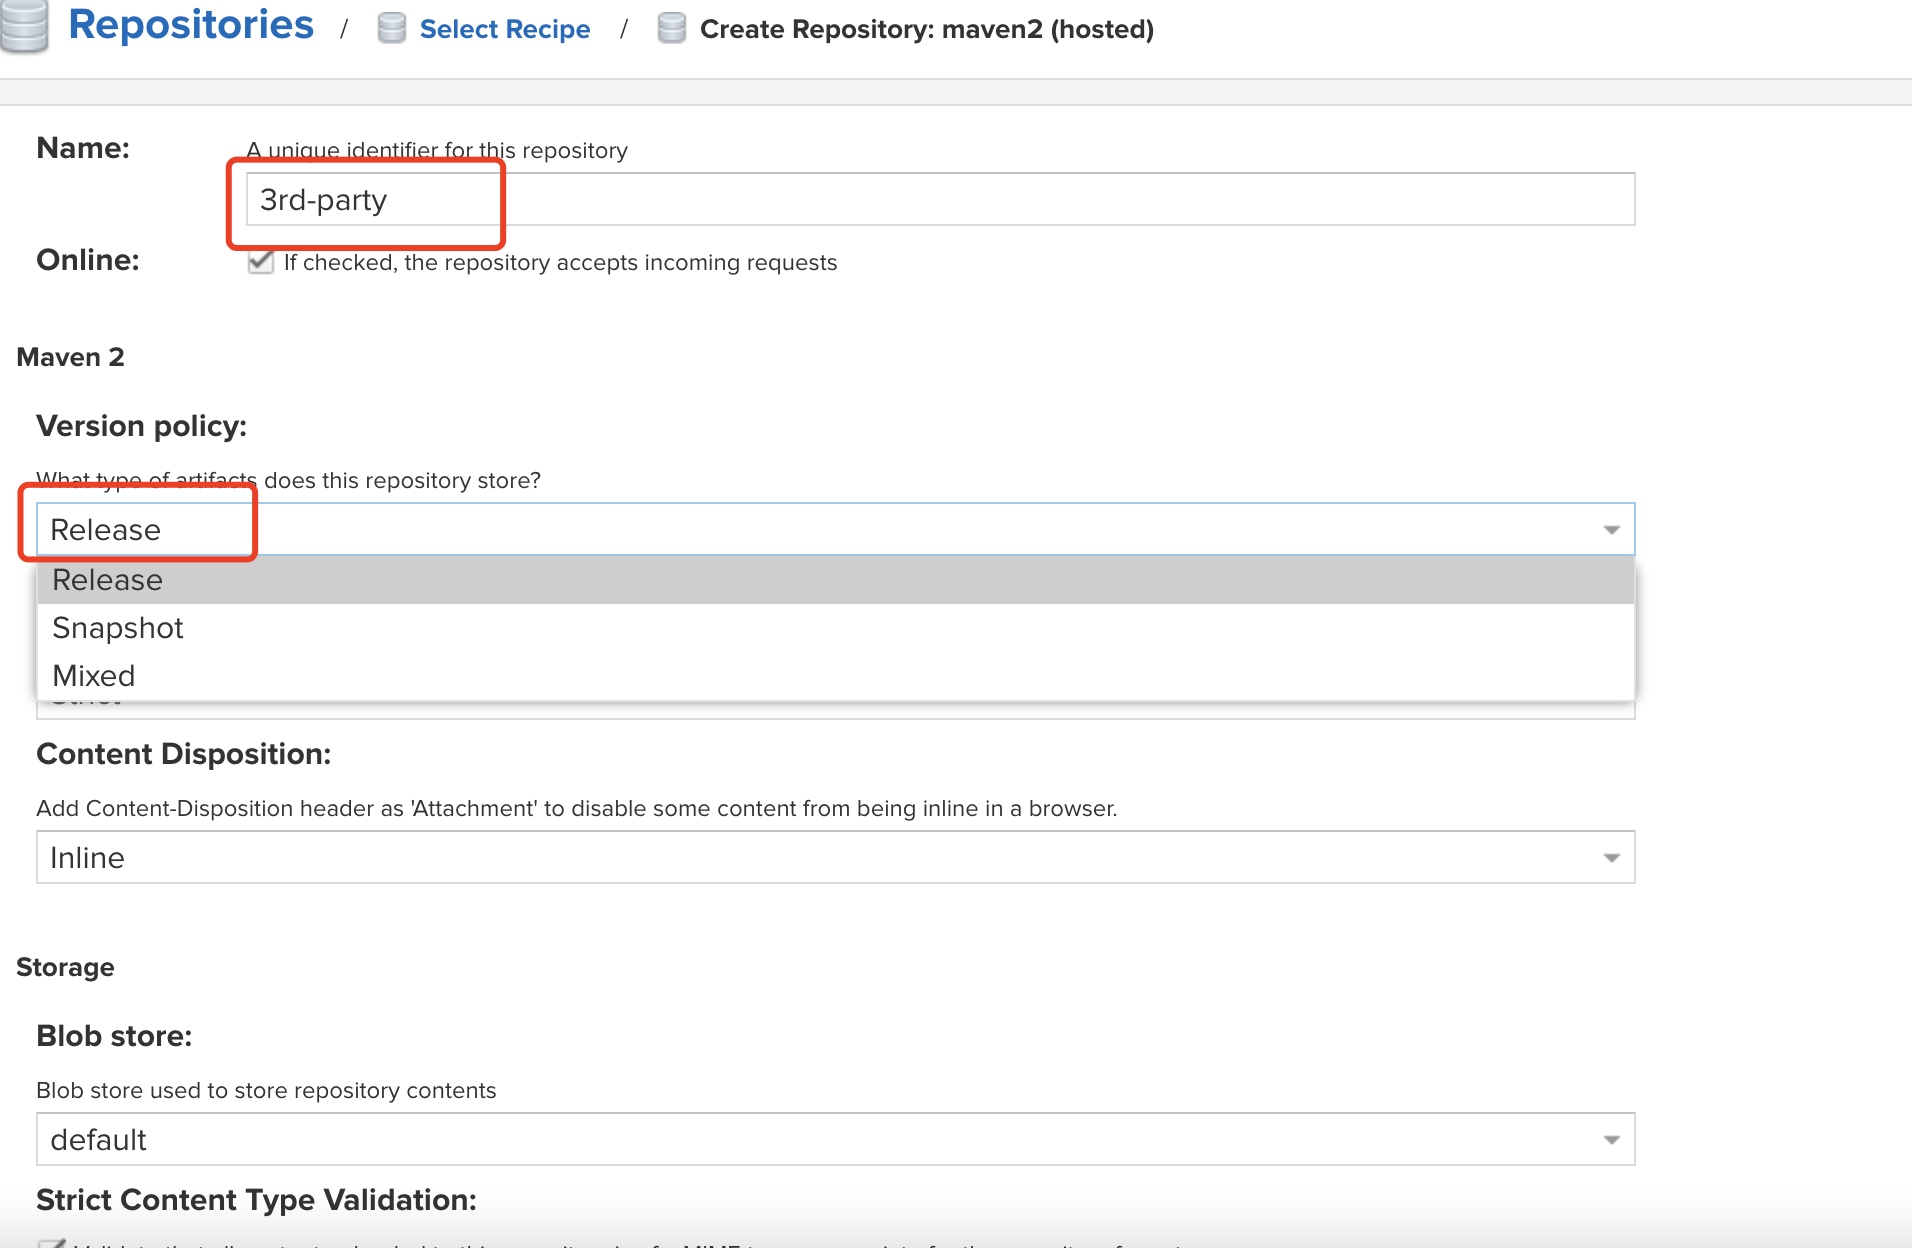 Repositories / Select Recipe / Create Repository: maven2 (hosted)
Name:
A unique identifier for this repository
3rd-party
Online:
If checked, the repository accepts incoming requests
Maven 2
Version policy:
What type of artifacts does this repository store?
Release
Release
Snapshot
Mixed
Content Disposition:
Add Content-Disposition header as 'Attachment' to disable some content from being inline in a browser.
Inline
Storage
Blob store:
Blob store used to store repository contents
default
Strict Content Type Validation: